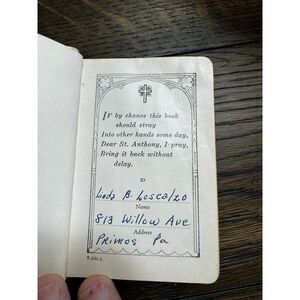 IF by chance this book
should stray
Into other hands some day,
Dear St. Anthony, I pray,
Bring it back without
delay.
to
Linda B. Loscalzo
Name
813 Willow Ave
Address
Primos Pa